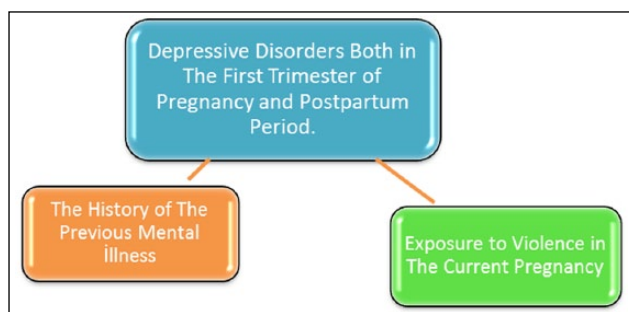 Depressive Disorders Both in
The First Trimester of
Pregnancy and Postpartum
Period.
The History of The
Previous Mental
İllness
Exposure to Violence in
The Current Pregnancy